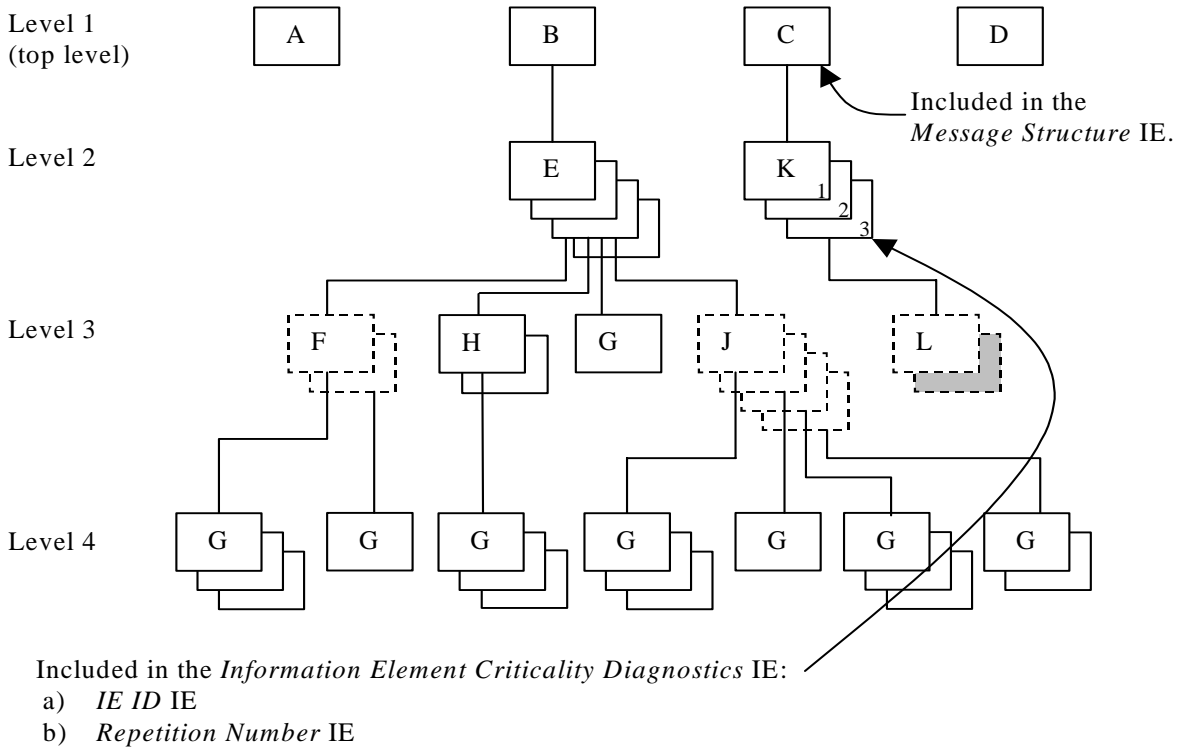 Level 1
(top level)
A
B
C
D
Included in the
Message Structure IE.
Level 2
E
K
1
2
3
Level 3
F
H
G
J
L
Level 4
G
G
G
G
G
G
G
Included in the Information Element Criticality Diagnostics IE:
a) IE ID IE
b) Repetition Number IE